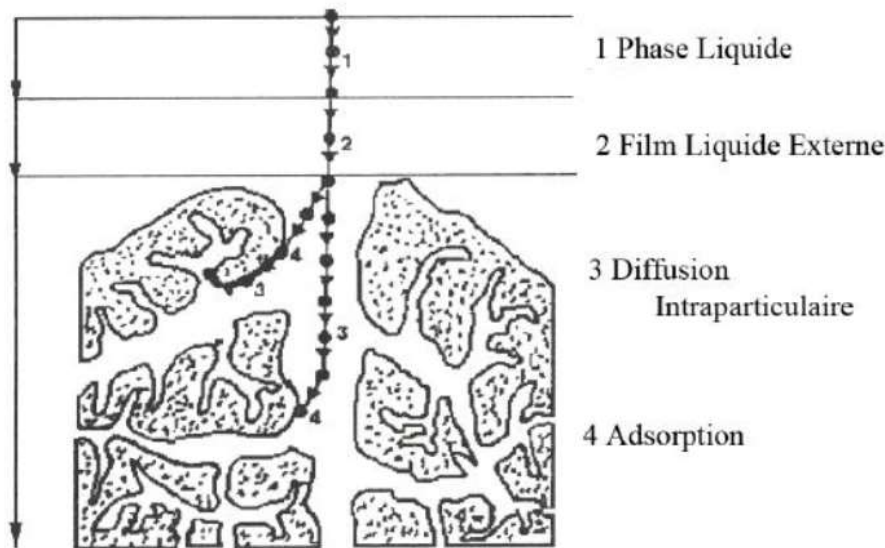 1 Phase Liquide
1
2 Film Liquide Externe
2
3 Diffusion
Intraparticulaire
4
3
3
4 Adsorption
4